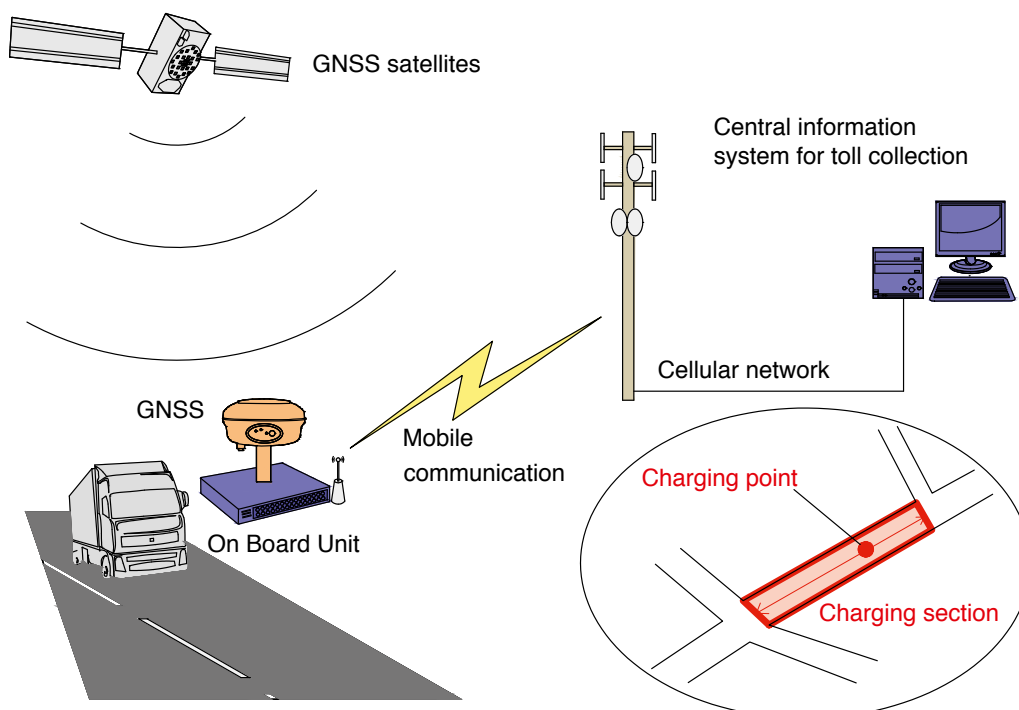 GNSS satellites
Central information
system for toll collection
Cellular network
GNSS
Mobile
communication
On Board Unit
Charging point
Charging section